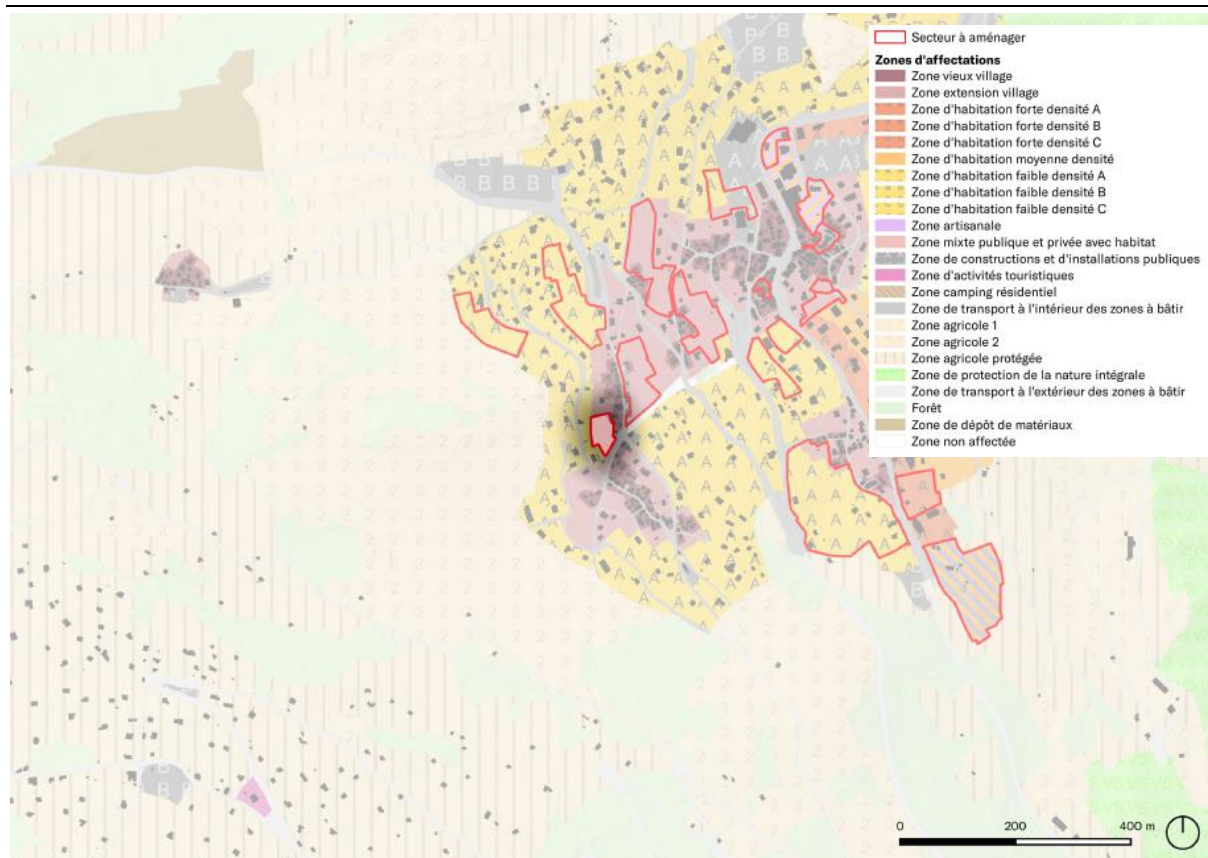 Secteur à aménager
Zones d'affectations
Zone vieux village
Zone extension village
Zone d'habitation forte densité A
Zone d'habitation forte densité B
Zone d'habitation forte densité C
Zone d'habitation moyenne densité
Zone d'habitation faible densité A
Zone d'habitation faible densité B
Zone d'habitation faible densité C
Zone artisanale
Zone mixte publique et privée avec habitat
Zone de constructions et d'installations publiques
Zone d'activités touristiques
Zone camping résidentiel
Zone de transport à l'intérieur des zones à bâtir
Zone agricole 1
Zone agricole 2
Zone agricole protégée
Zone de protection de la nature intégrale
Zone de transport à l'extérieur des zones à bâtir
Forêt
Zone de dépôt de matériaux
Zone non affectée
0 200 400 m